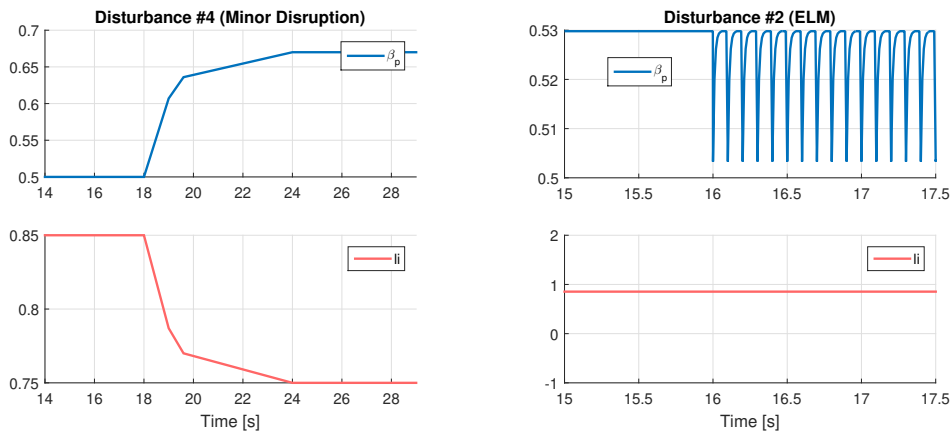 Disturbance #4 (Minor Disruption)
0.7
0.65
0.6
0.55
0.5
14 16 18 20 22 24 26 28
β_p
0.85
0.8
0.75
14 16 18 20 22 24 26 28
li
Time [s]
Disturbance #2 (ELM)
0.53
0.52
0.51
0.5
15 15.5 16 16.5 17 17.5
β_p
2
1
0
-1
15 15.5 16 16.5 17 17.5
li
Time [s]